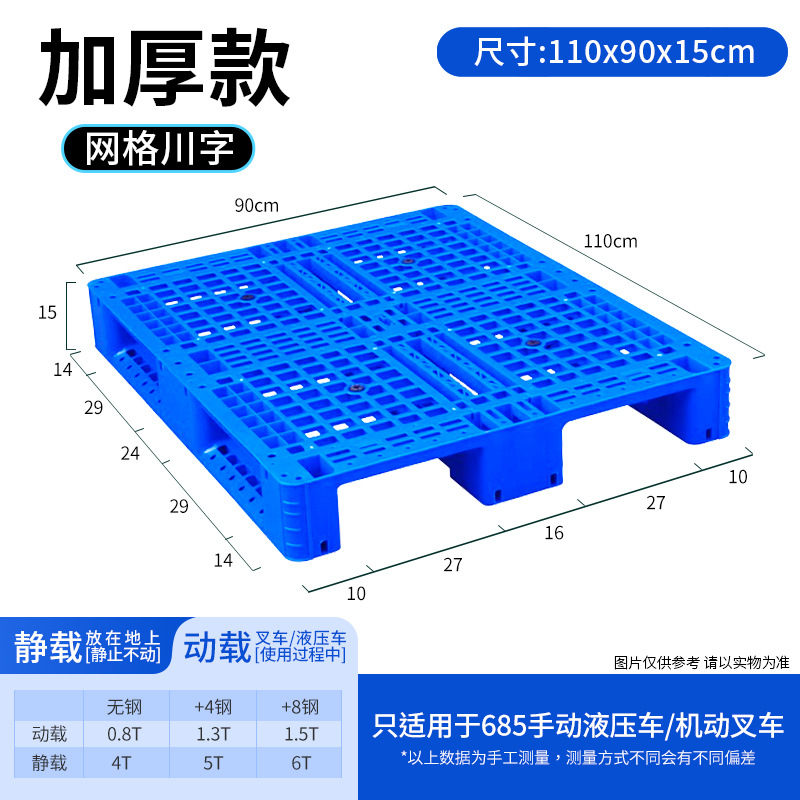 加厚款
尺寸:110x90x15cm
网格川字
90cm
110cm
15
14
29
24
29
14
10
27
16
27
10
静载 放在地上
[静止不动]
动载 叉车/液压车
[使用过程中]
图片仅供参考 请以实物为准
无钢 +4钢 +8钢
动载 0.8T 1.3T 1.5T
静载 4T 5T 6T
只适用于685手动液压车/机动叉车
*以上数据为手工测量，测量方式不同会有不同偏差